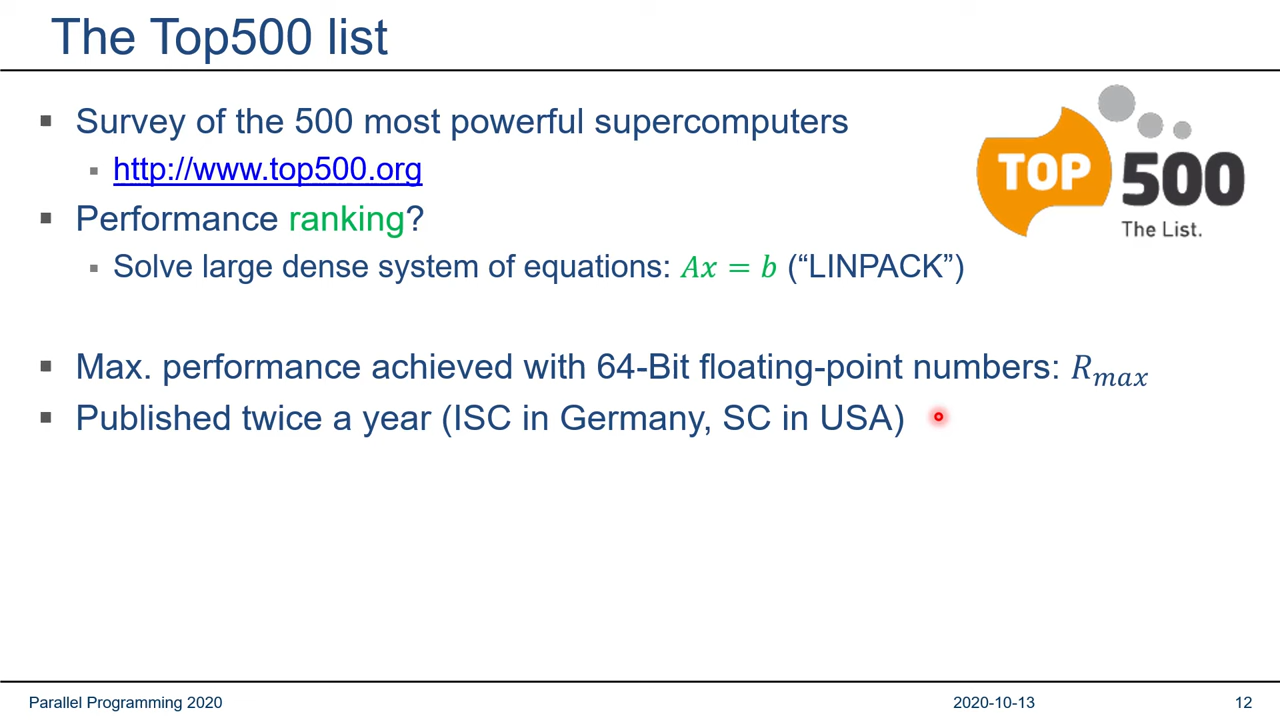 The Top500 list
Survey of the 500 most powerful supercomputers
http://www.top500.org
TOP 500
The List.
Performance ranking?
Solve large dense system of equations: Ax = b (“LINPACK”)
Max. performance achieved with 64-Bit floating-point numbers: R_max
Published twice a year (ISC in Germany, SC in USA)
Parallel Programming 2020
2020-10-13
12